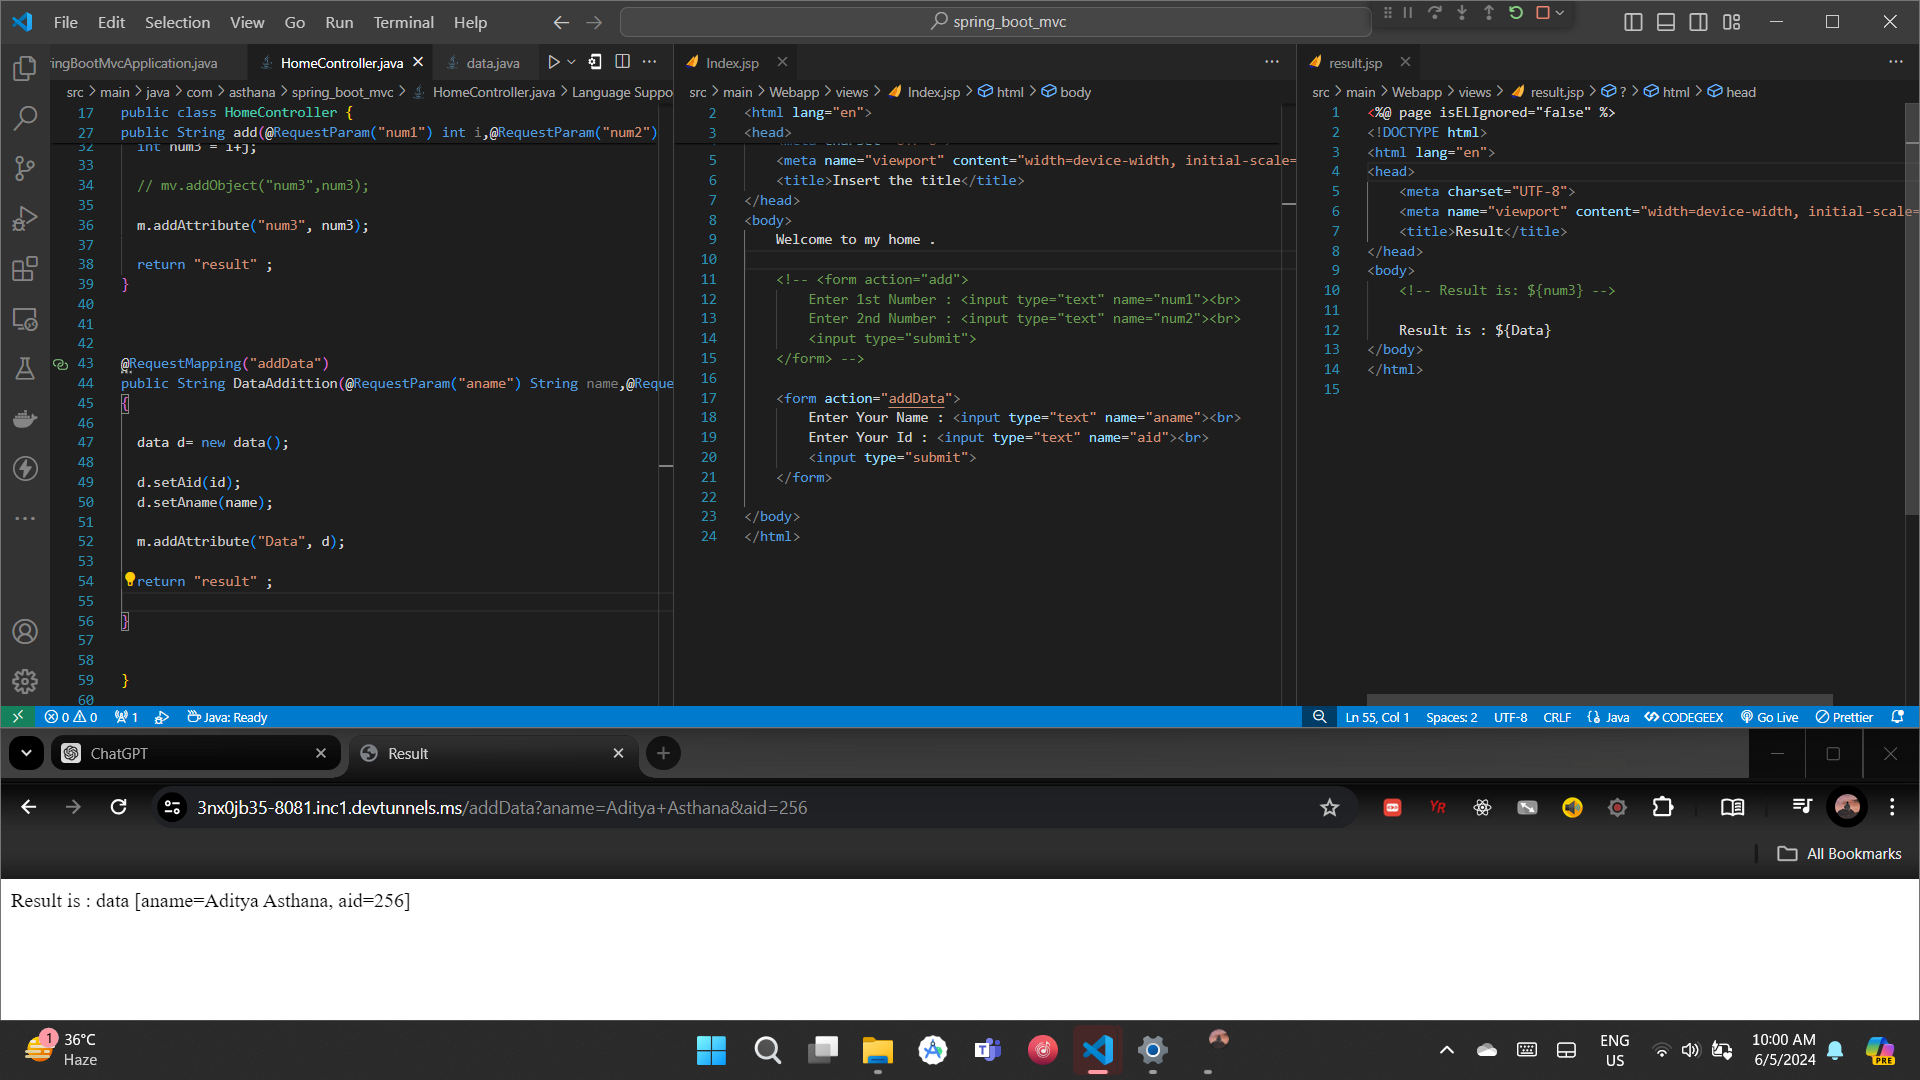 File Edit Selection View Go Run Terminal Help
spring_boot_mvc
ingBootMvcApplication.java
HomeController.java
data.java
src > main > java > com > asthana > spring_boot_mvc > HomeController.java > Language Suppo
17 public class HomeController {
27 public String add(@RequestParam("num1") int i,@RequestParam("num2")
32 int num3 = i+j;
33
34 // mv.addObject("num3",num3);
35
36 m.addAttribute("num3", num3);
37
38 return "result" ;
39 }
40
41
42
43 @RequestMapping("addData")
44 public String DataAddittion(@RequestParam("aname") String name,@Reque
45 {
46
47 data d= new data();
48
49 d.setAid(id);
50 d.setAname(name);
51
52 m.addAttribute("Data", d);
53
54 return "result" ;
55
56 }
57
58
59 }
60
Index.jsp
src > main > Webapp > views > Index.jsp > html > body
2 <html lang="en">
3 <head>
5 <meta name="viewport" content="width=device-width, initial-scale=
6 <title>Insert the title</title>
7 </head>
8 <body>
9 Welcome to my home .
10
11 <!-- <form action="add">
12 Enter 1st Number : <input type="text" name="num1"><br>
13 Enter 2nd Number : <input type="text" name="num2"><br>
14 <input type="submit">
15 </form> -->
16
17 <form action="addData">
18 Enter Your Name : <input type="text" name="aname"><br>
19 Enter Your Id : <input type="text" name="aid"><br>
20 <input type="submit">
21 </form>
22
23 </body>
24 </html>
result.jsp
src > main > Webapp > views > result.jsp > ? > html > head
1 <%@ page isELIgnored="false" %>
2 <!DOCTYPE html>
3 <html lang="en">
4 <head>
5 <meta charset="UTF-8">
6 <meta name="viewport" content="width=device-width, initial-scale=
7 <title>Result</title>
8 </head>
9 <body>
10 <!-- Result is: ${num3} -->
11
12 Result is : ${Data}
13 </body>
14 </html>
15
0 0 1 Java: Ready
Ln 55, Col 1 Spaces: 2 UTF-8 CRLF Java CODEGEEX Go Live Prettier
ChatGPT
Result
3nx0jb35-8081.inc1.devtunnels.ms/addData?aname=Aditya+Asthana&aid=256
YR
All Bookmarks
Result is : data [aname=Aditya Asthana, aid=256]
1
36°C
Haze
ENG
US
10:00 AM
6/5/2024
PRE